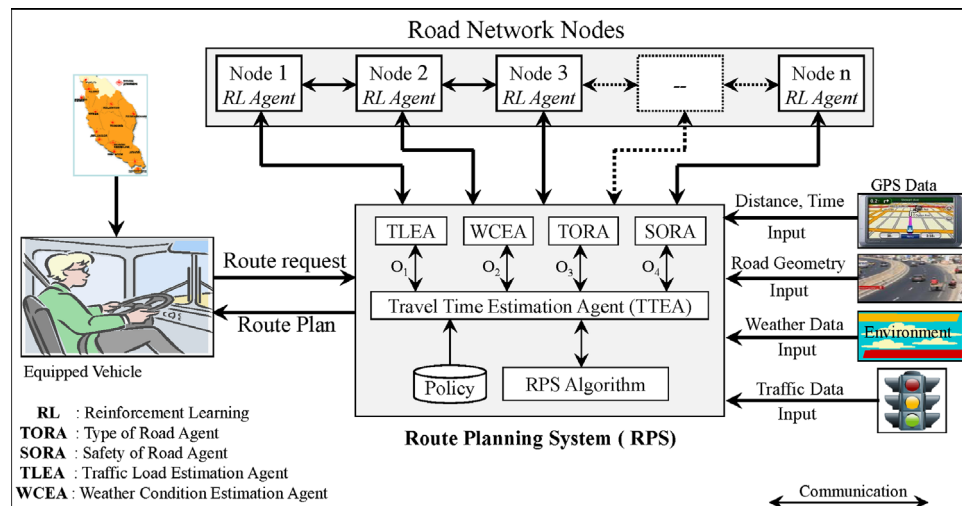 Road Network Nodes
Node 1
RL Agent
Node 2
RL Agent
Node 3
RL Agent
--
Node n
RL Agent
GPS Data
Distance, Time
Input
TLEA
WCEA
TORA
SORA
Route request
Road Geometry
Input
O1
O2
O3
O4
Travel Time Estimation Agent (TTEA)
Route Plan
Weather Data
Input
Environment
Equipped Vehicle
Policy
RPS Algorithm
Traffic Data
Input
Route Planning System ( RPS)
RL : Reinforcement Learning
TORA : Type of Road Agent
SORA : Safety of Road Agent
TLEA : Traffic Load Estimation Agent
WCEA : Weather Condition Estimation Agent
Communication